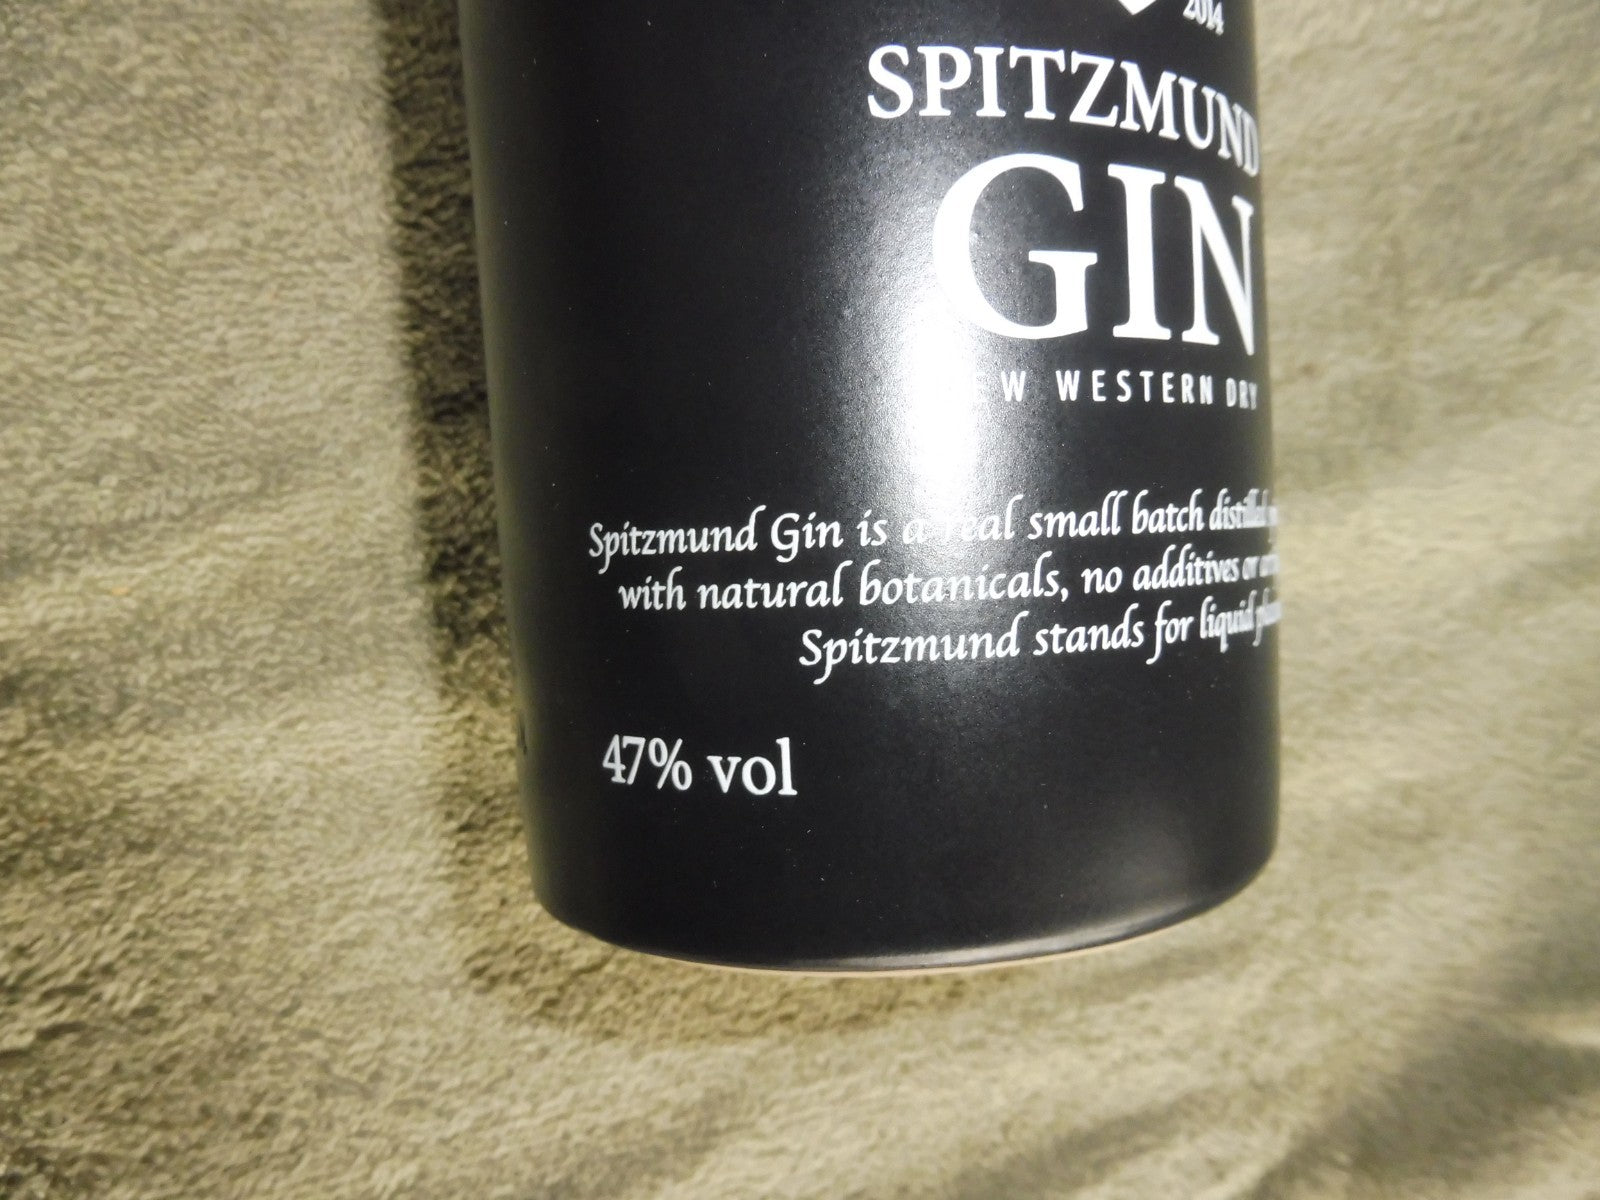 2014
SPITZMUND
GIN
W WESTERN DRY
Spitzmund Gin is a real small batch distilled
with natural botanicals, no additives or
Spitzmund stands for liquid
47% vol